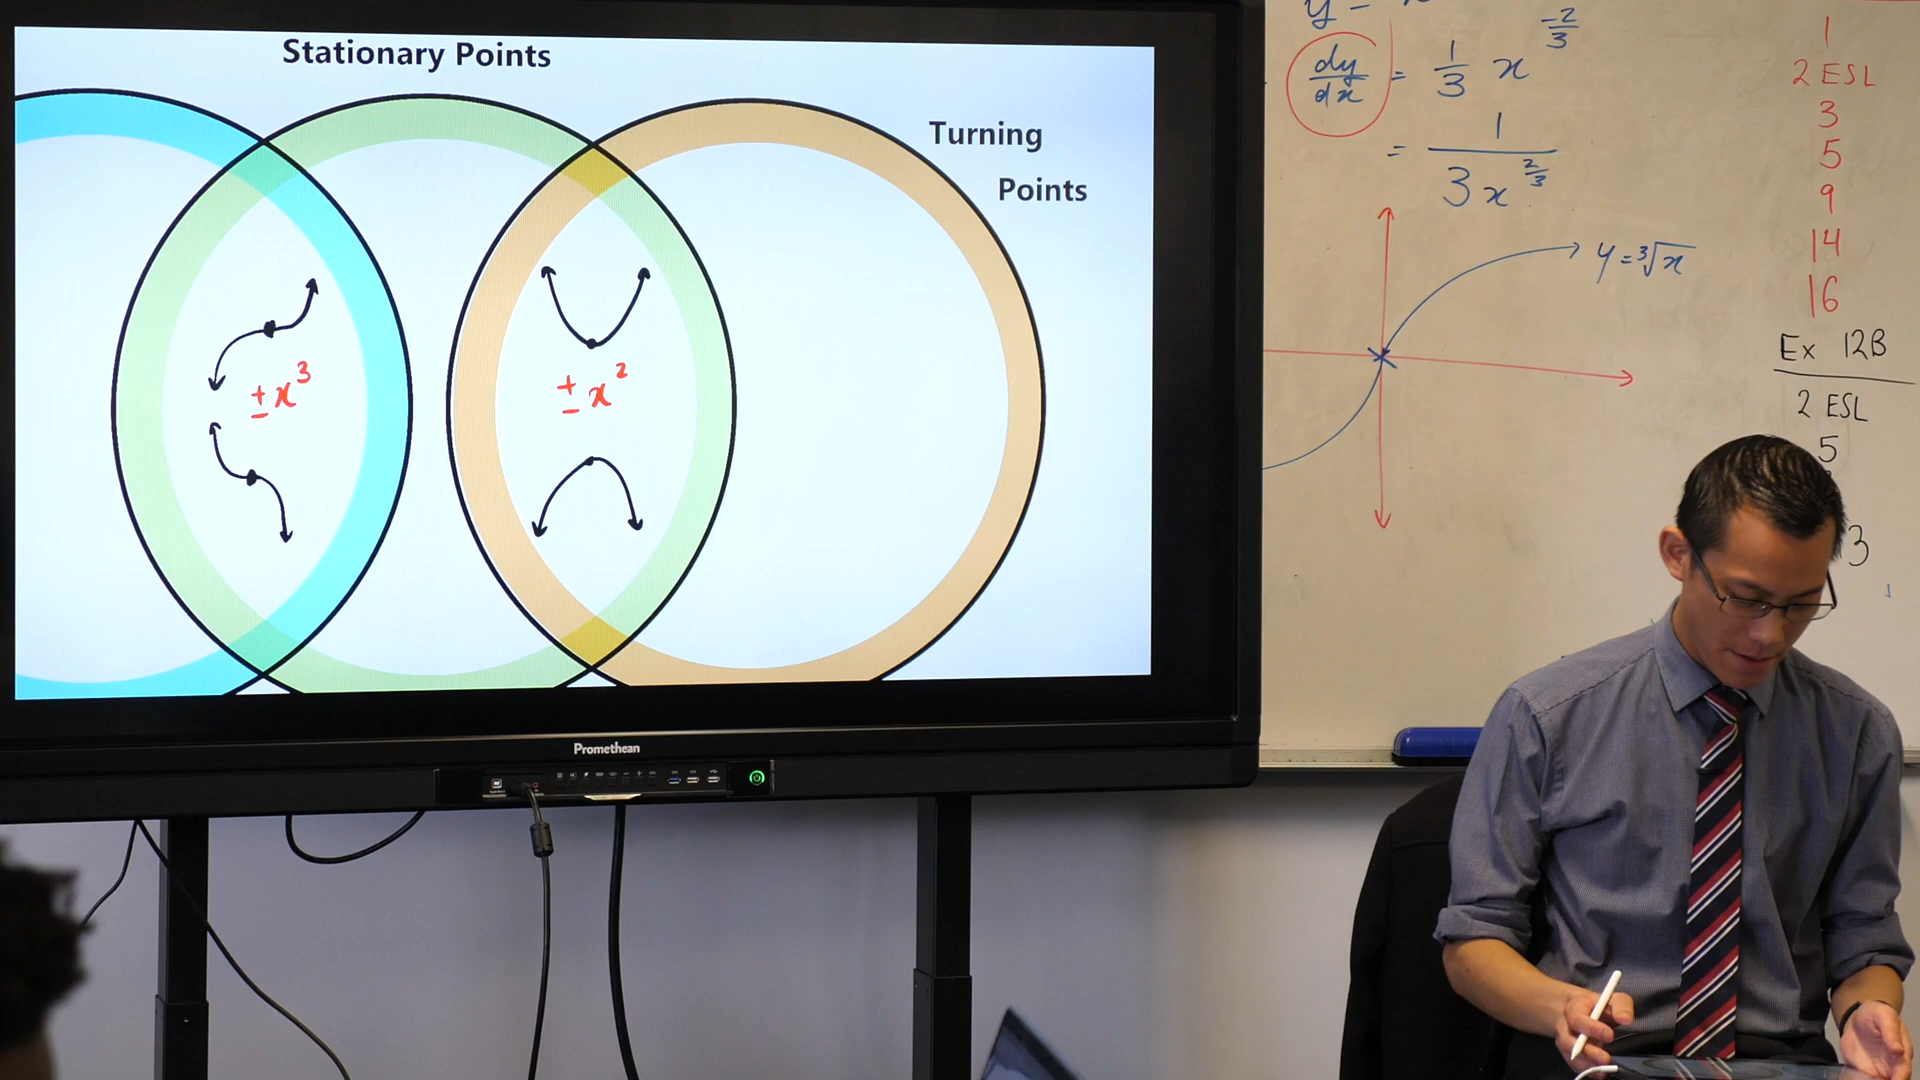 Stationary Points
Turning
Points
± x³
± x²
Promethean
dy/dx = 1/3 x^(-2/3)
= 1/(3x^(2/3))
y = ³√x
1
2 ESL
3
5
9
14
16
Ex 12B
2 ESL
5
3